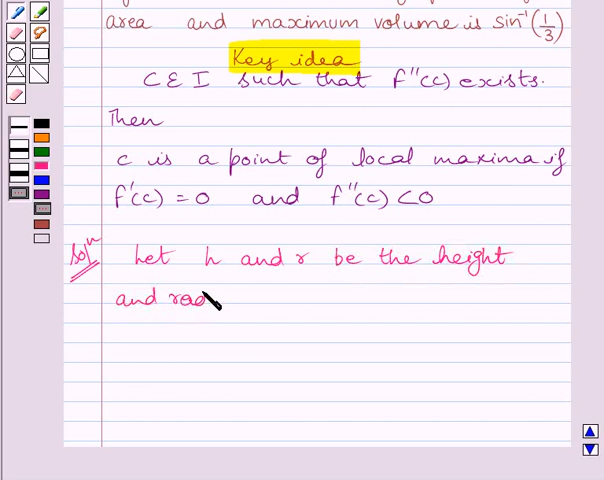 area and maximum volume is sin⁻¹(1/3)
Key idea
C E I such that f''(c) exists.
Then
c is a point of local maxima if
f'(c) = 0 and f''(c) < 0
Solⁿ Let h and r be the height
and rad